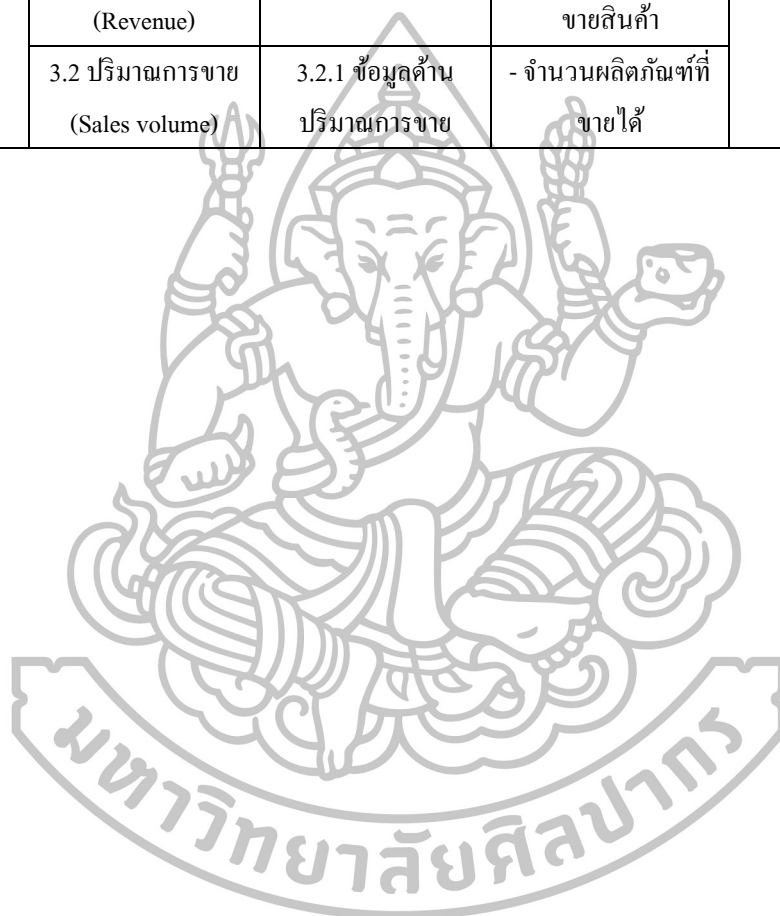 (Revenue) ขายสินค้า
3.2 ปริมาณการขาย 3.2.1 ข้อมูลด้าน - จำนวนผลิตภัณฑ์ที่
(Sales volume) ปริมาณการขาย ขายได้
มหาวิทยาลัยศิลปากร